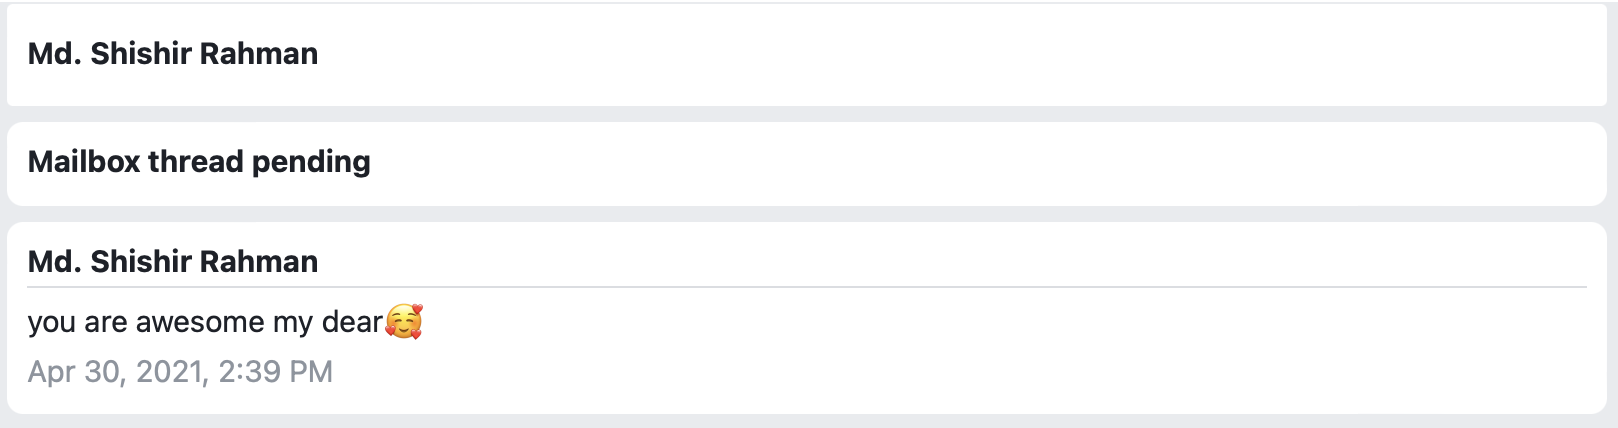 Md. Shishir Rahman
Mailbox thread pending
Md. Shishir Rahman
you are awesome my dear🥰
Apr 30, 2021, 2:39 PM